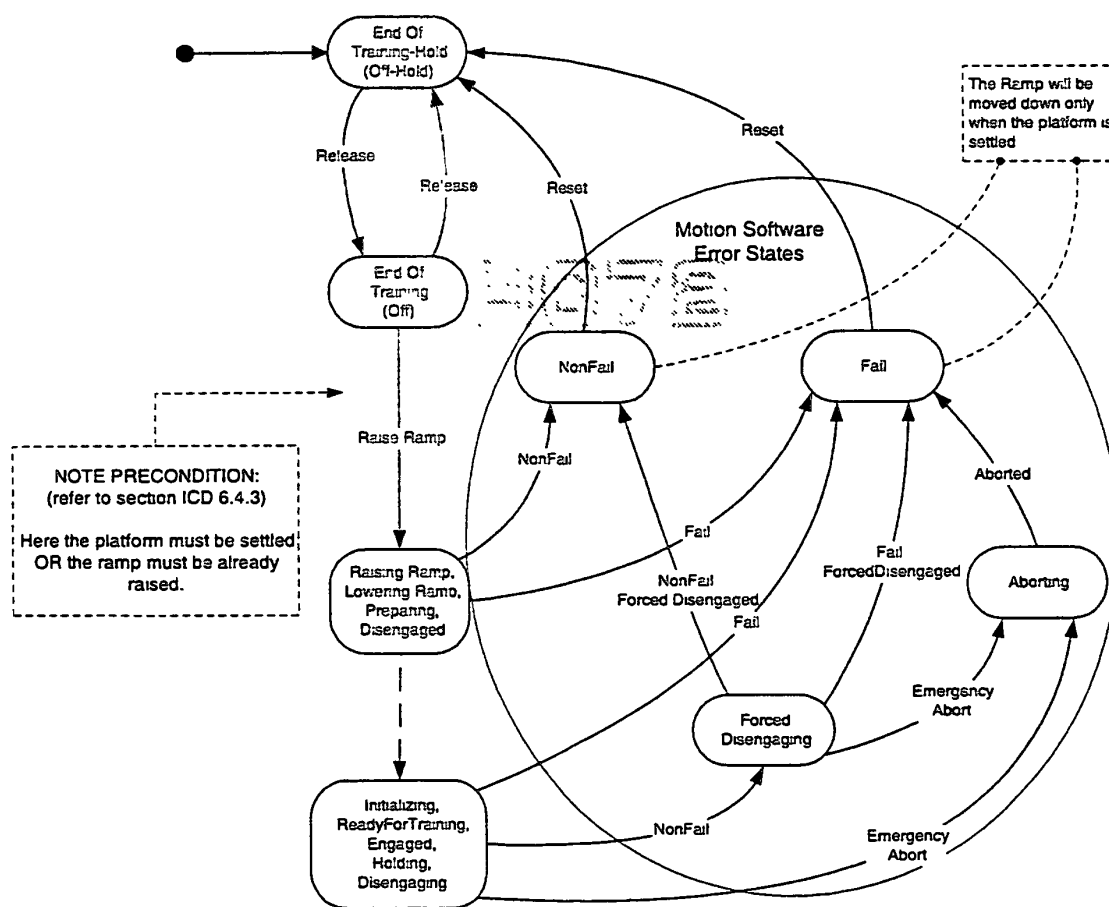 End Of
Training-Hold
(Off-Hold)
The Ramp will be
moved down only
when the platform is
settled
Reset
Release
Release
Reset
Motion Software
Error States
End Of
Training
(Off)
4072
NonFail
Fail
Raise Ramp
NOTE PRECONDITION:
(refer to section ICD 6.4.3)
Here the platform must be settled
OR the ramp must be already
raised.
NonFail
Aborted
Fail
Fail
ForcedDisengaged
Raising Ramp,
Lowering Ramp,
Preparing,
Disengaged
NonFail
Forced Disengaged
Fail
Aborting
Emergency
Abort
Forced
Disengaging
Initializing,
ReadyForTraining,
Engaged,
Holding,
Disengaging
NonFail
Emergency
Abort